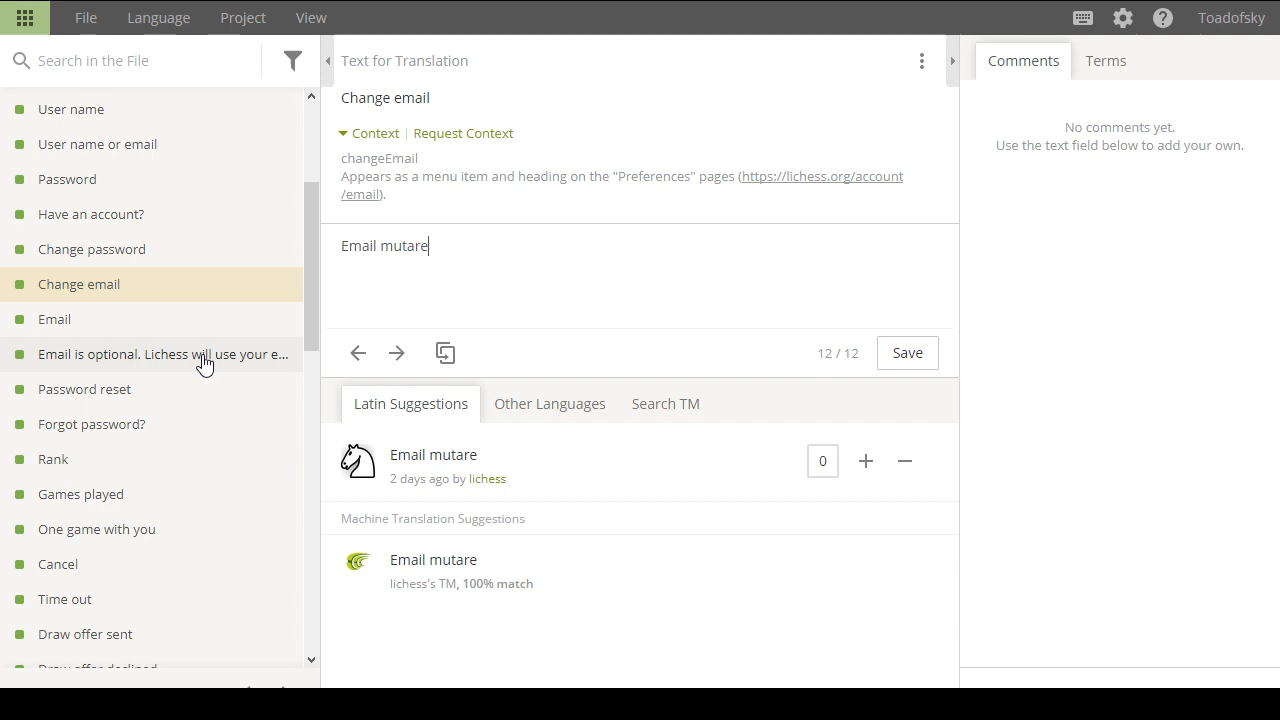 File Language Project View Toadofsky
Search in the File
Text for Translation
Comments Terms
User name
User name or email
Password
Have an account?
Change password
Change email
Email
Email is optional. Lichess will use your e...
Password reset
Forgot password?
Rank
Games played
One game with you
Cancel
Time out
Draw offer sent
Draw offer declined
Change email
Context | Request Context
changeEmail
Appears as a menu item and heading on the "Preferences" pages (https://lichess.org/account
/email).
Email mutare
12 / 12 Save
Latin Suggestions Other Languages Search TM
Email mutare
2 days ago by lichess
0
Machine Translation Suggestions
Email mutare
lichess's TM, 100% match
No comments yet.
Use the text field below to add your own.